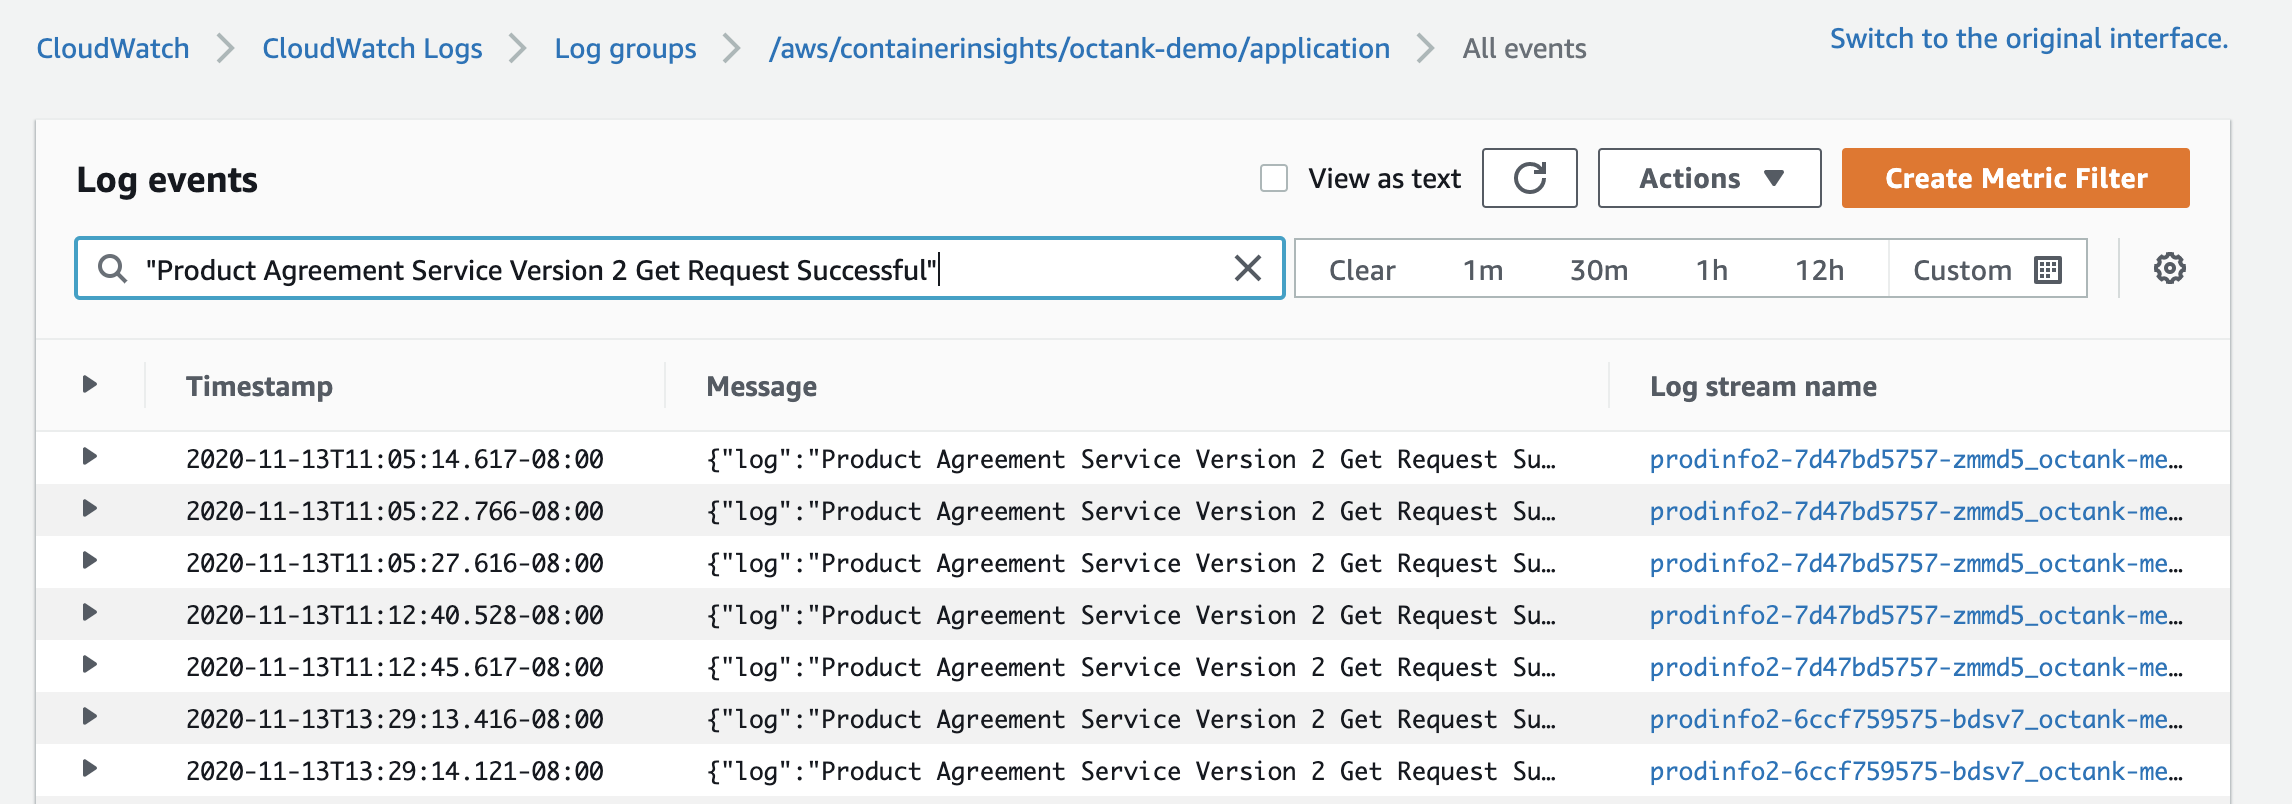 CloudWatch CloudWatch Logs Log groups /aws/containerinsights/octank-demo/application All events Switch to the original interface.
Log events View as text Actions Create Metric Filter
"Product Agreement Service Version 2 Get Request Successful" Clear 1m 30m 1h 12h Custom
Timestamp Message Log stream name
2020-11-13T11:05:14.617-08:00 {"log":"Product Agreement Service Version 2 Get Request Su… prodinfo2-7d47bd5757-zmmd5_octank-me…
2020-11-13T11:05:22.766-08:00 {"log":"Product Agreement Service Version 2 Get Request Su… prodinfo2-7d47bd5757-zmmd5_octank-me…
2020-11-13T11:05:27.616-08:00 {"log":"Product Agreement Service Version 2 Get Request Su… prodinfo2-7d47bd5757-zmmd5_octank-me…
2020-11-13T11:12:40.528-08:00 {"log":"Product Agreement Service Version 2 Get Request Su… prodinfo2-7d47bd5757-zmmd5_octank-me…
2020-11-13T11:12:45.617-08:00 {"log":"Product Agreement Service Version 2 Get Request Su… prodinfo2-7d47bd5757-zmmd5_octank-me…
2020-11-13T13:29:13.416-08:00 {"log":"Product Agreement Service Version 2 Get Request Su… prodinfo2-6ccf759575-bdsv7_octank-me…
2020-11-13T13:29:14.121-08:00 {"log":"Product Agreement Service Version 2 Get Request Su… prodinfo2-6ccf759575-bdsv7_octank-me…